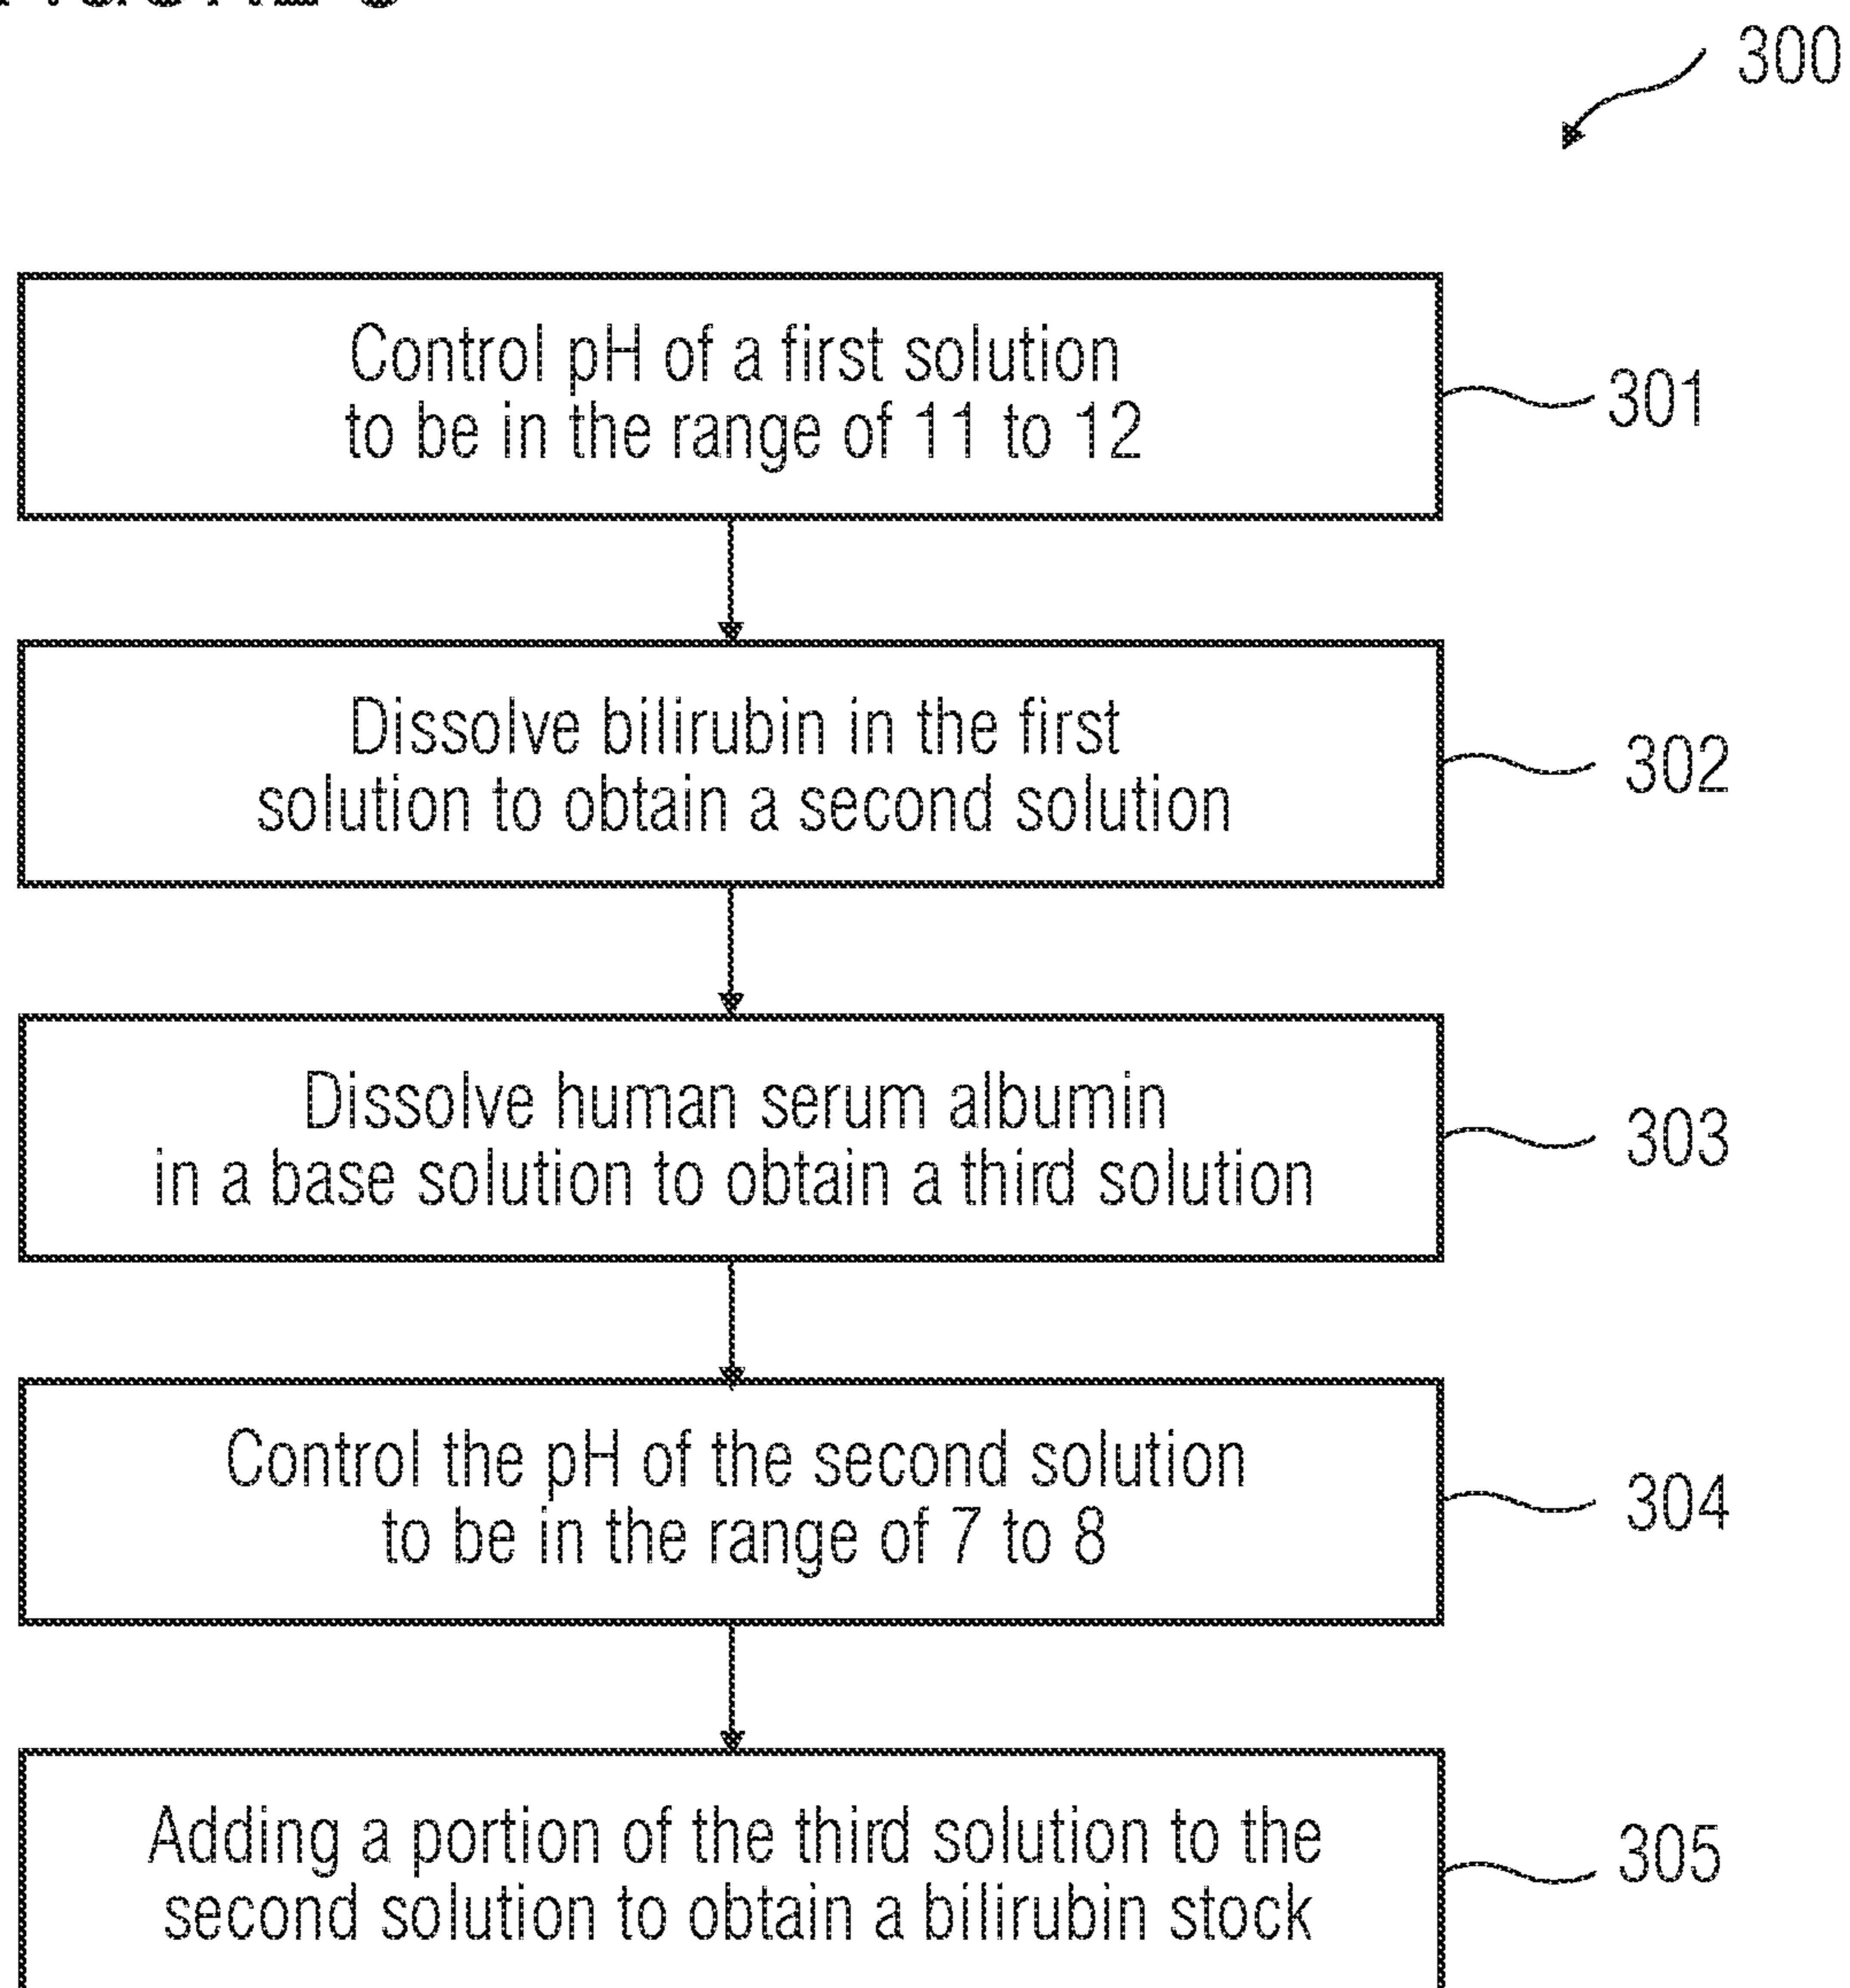 300
Control pH of a first solution
to be in the range of 11 to 12
301
Dissolve bilirubin in the first
solution to obtain a second solution
302
Dissolve human serum albumin
in a base solution to obtain a third solution
303
Control the pH of the second solution
to be in the range of 7 to 8
304
Adding a portion of the third solution to the
second solution to obtain a bilirubin stock
305